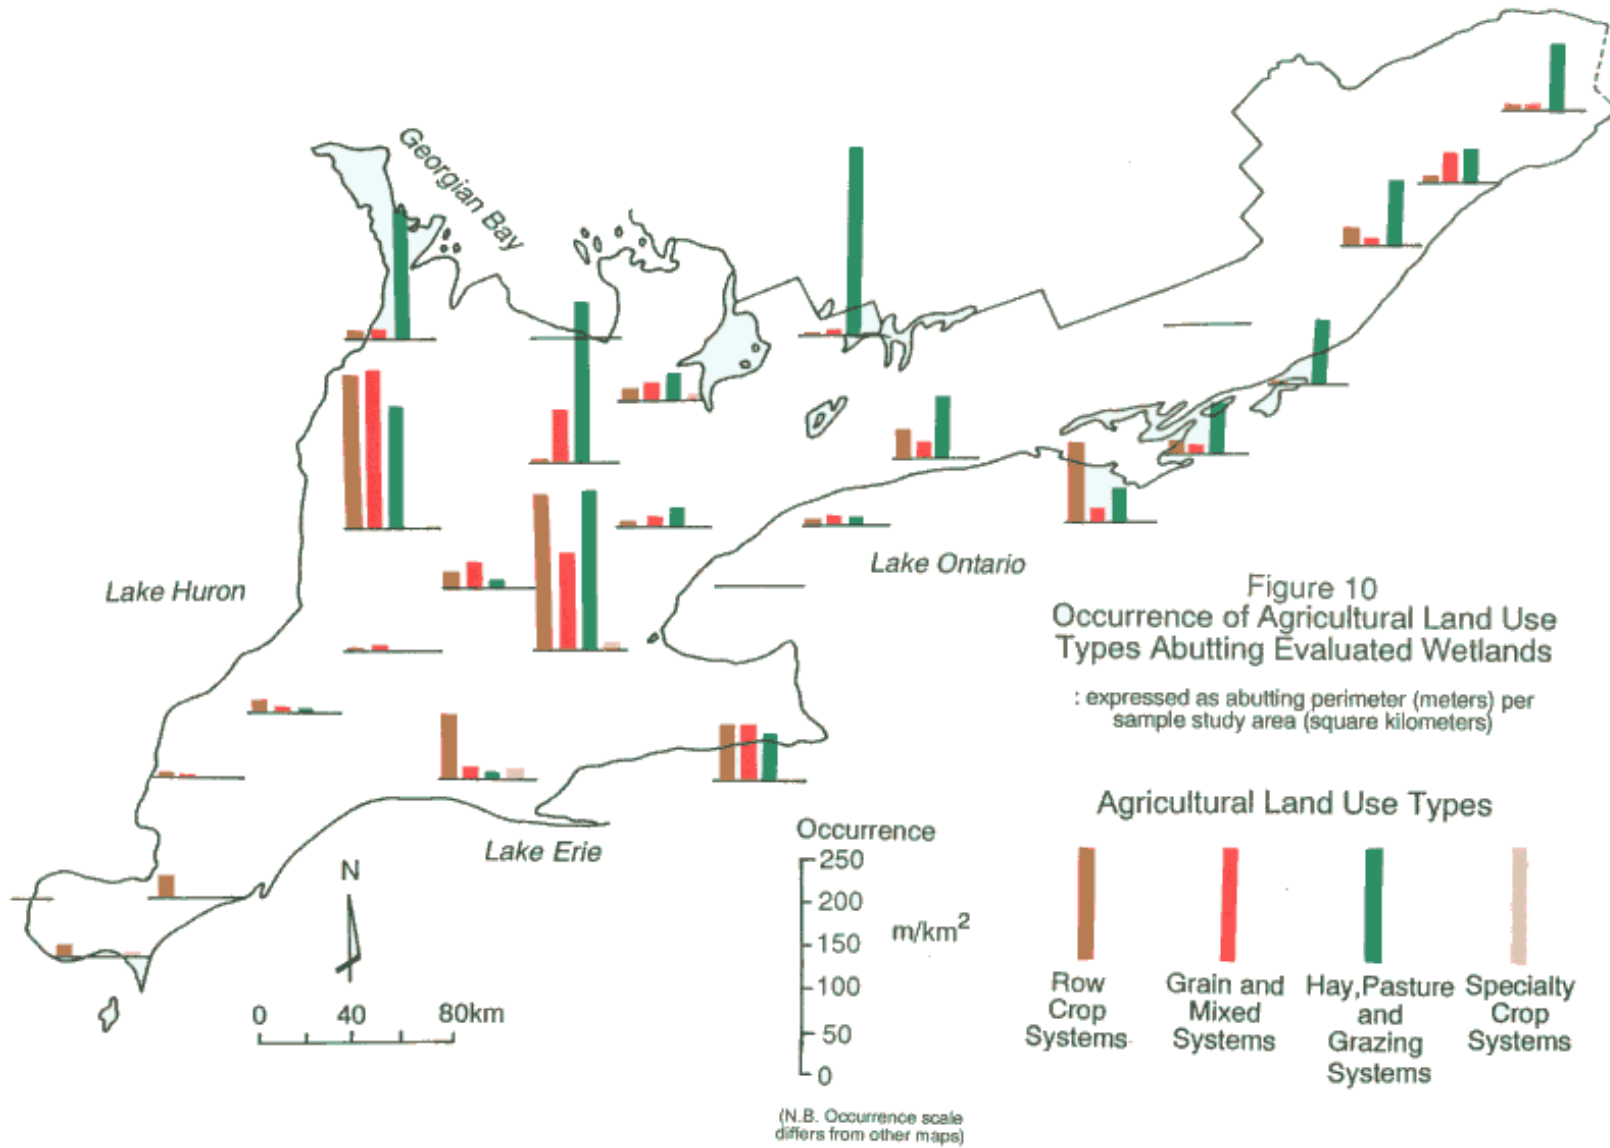 Georgian Bay
Lake Huron
Lake Ontario
Lake Erie
Figure 10
Occurrence of Agricultural Land Use
Types Abutting Evaluated Wetlands
: expressed as abutting perimeter (meters) per
sample study area (square kilometers)
Agricultural Land Use Types
Row
Crop
Systems
Grain and
Mixed
Systems
Hay,Pasture
and
Grazing
Systems
Specialty
Crop
Systems
Occurrence
250
200
150
100
50
0
m/km²
(N.B. Occurrence scale
differs from other maps)
N
0 40 80km